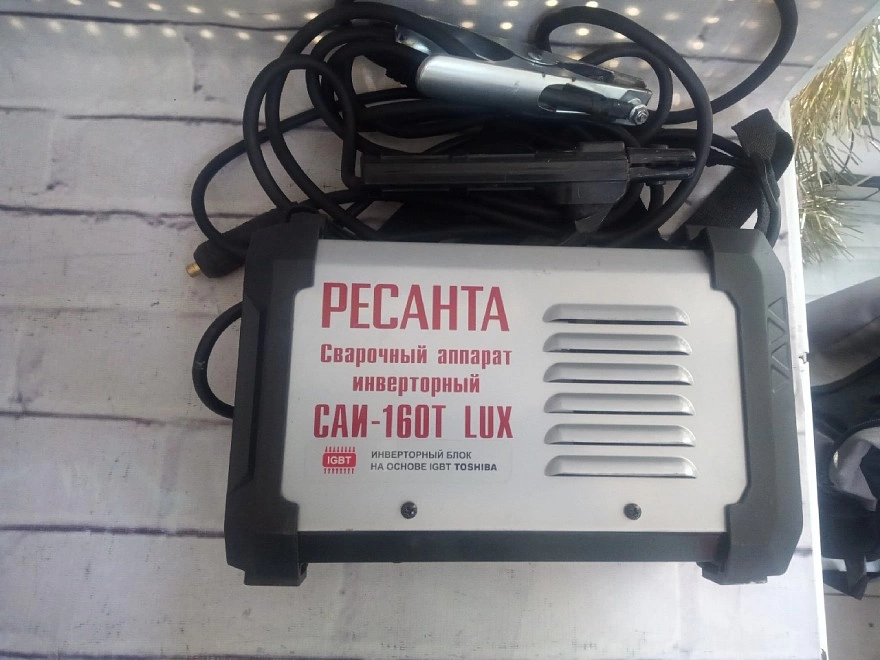 РЕСАНТА
Сварочный аппарат
инверторный
САИ-160Т LUX
IGBT
ИНВЕРТОРНЫЙ БЛОК
НА ОСНОВЕ IGBT TOSHIBA